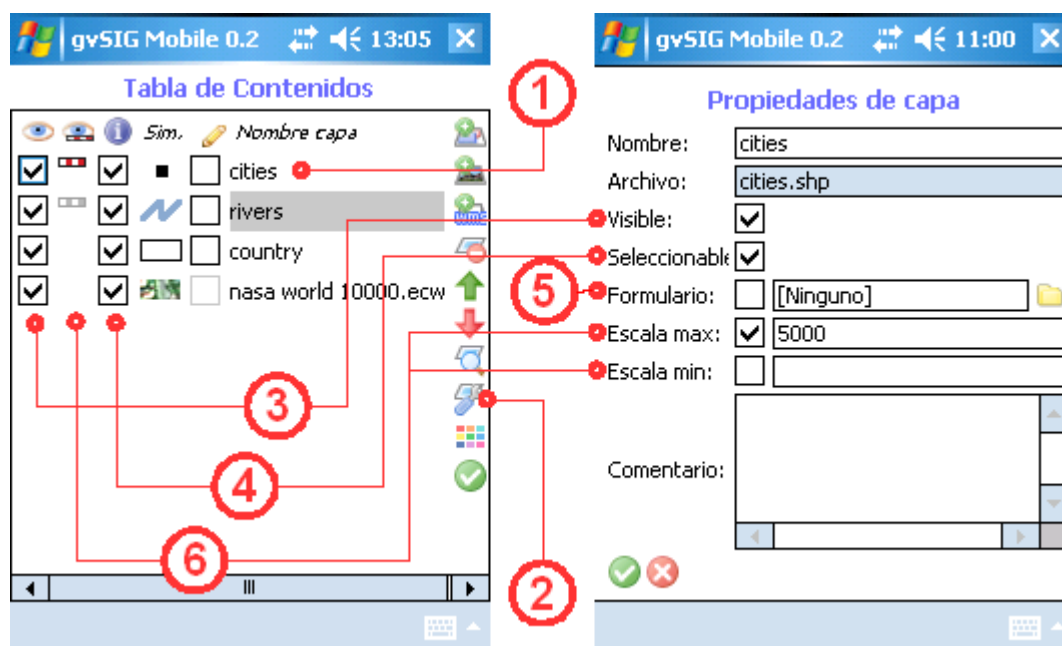 gvSIG Mobile 0.2 13:05
Tabla de Contenidos
Sim. Nombre capa
cities
rivers
wms
country
nasa world 10000.ecw
gvSIG Mobile 0.2 11:00
Propiedades de capa
Nombre: cities
Archivo: cities.shp
Visible:
Seleccionable
Formulario: [Ninguno]
Escala max: 5000
Escala min:
Comentario:
1
5
3
4
6
2